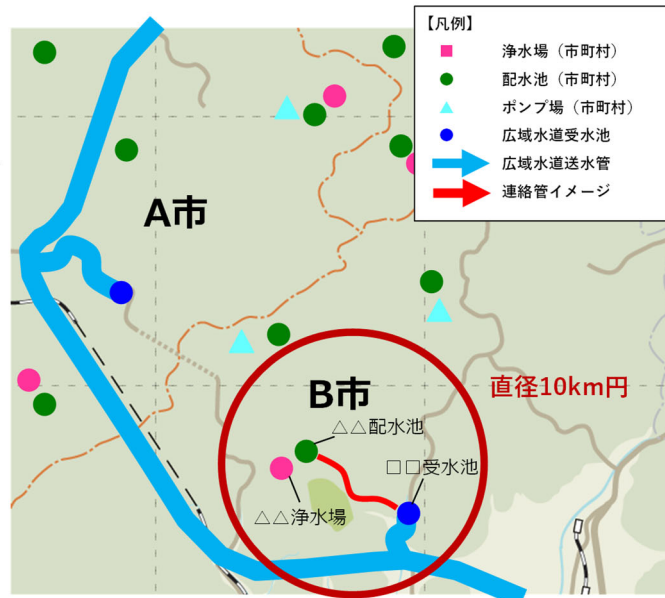 【凡例】
浄水場（市町村）
配水池（市町村）
ポンプ場（市町村）
広域水道受水池
広域水道送水管
連絡管イメージ
A市
B市
直径10km円
△△配水池
□□受水池
△△浄水場